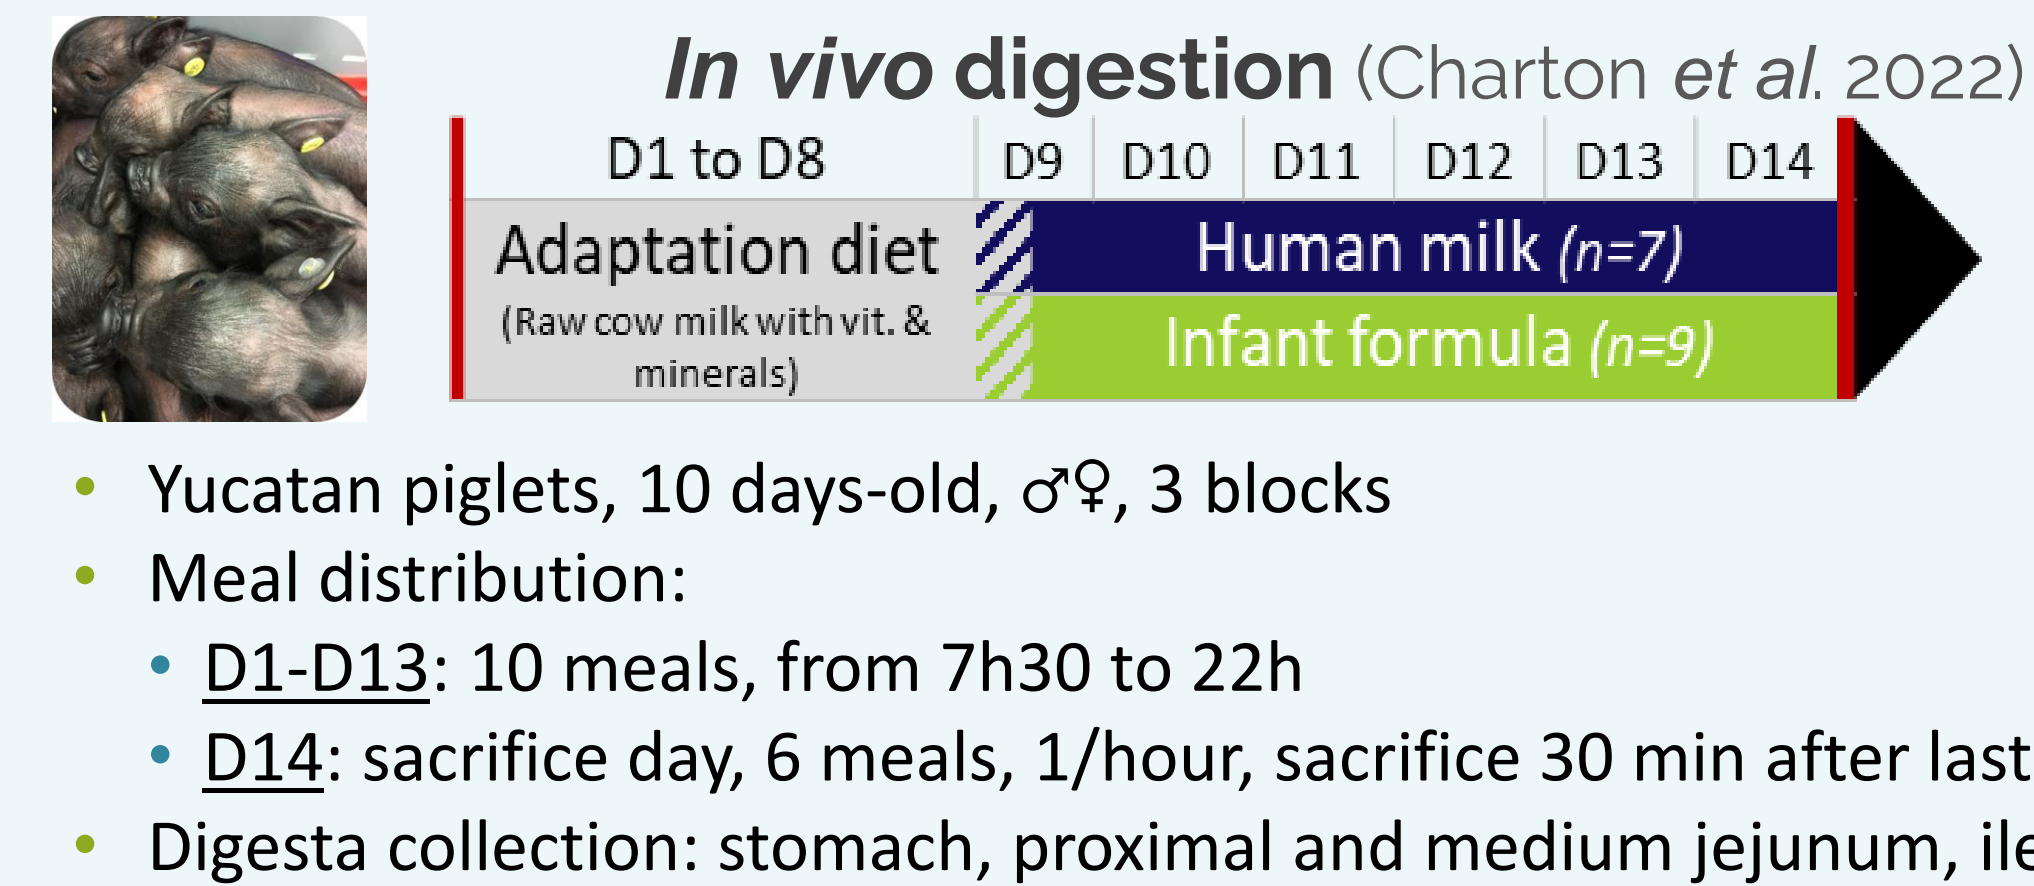 In vivo digestion (Charton et al. 2022)
D1 to D8 D9 D10 D11 D12 D13 D14
Adaptation diet
(Raw cow milk with vit. &
minerals)
Human milk (n=7)
Infant formula (n=9)
• Yucatan piglets, 10 days-old, ♂♀, 3 blocks
• Meal distribution:
• D1-D13: 10 meals, from 7h30 to 22h
• D14: sacrifice day, 6 meals, 1/hour, sacrifice 30 min after last
• Digesta collection: stomach, proximal and medium jejunum,